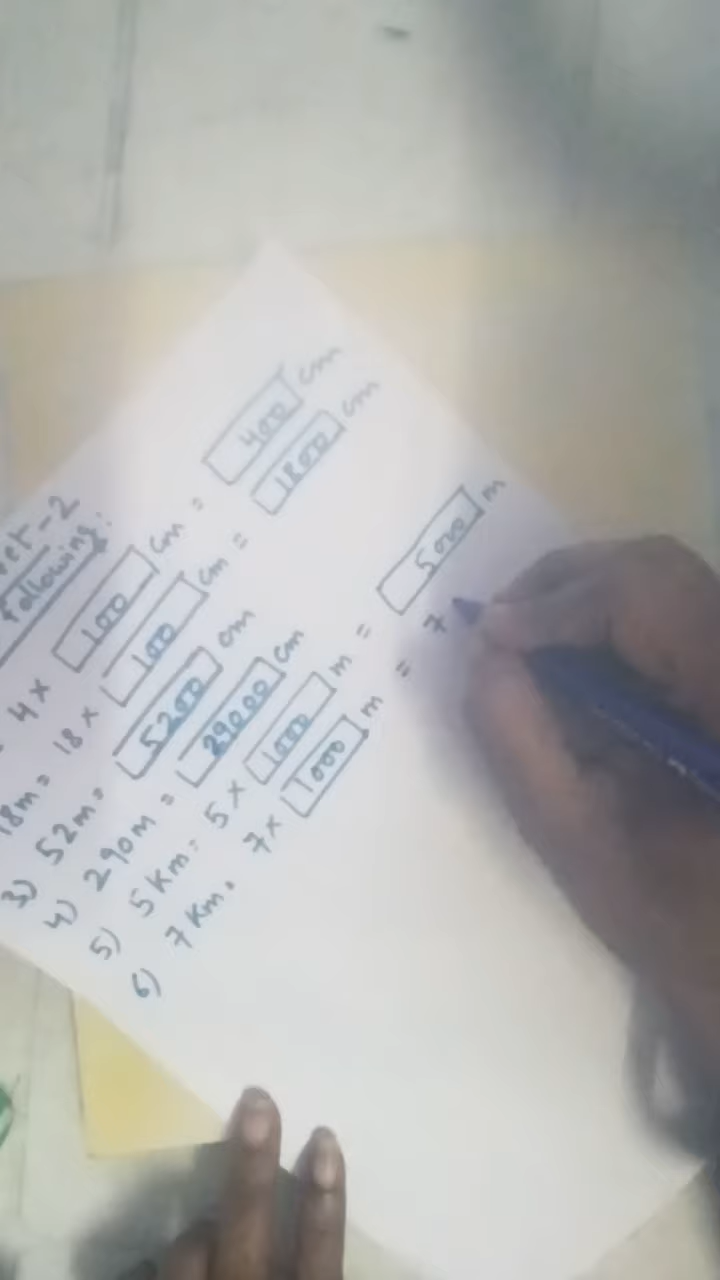 et-2
following:
4 x 100 cm = 400 cm
18m = 18 x 100 cm = 1800 cm
3) 52m = 5200 cm
4) 290m = 29000 cm
5) 5Km = 5 x 1000 m = 5000 m
6) 7Km = 7x 1000 m = 7